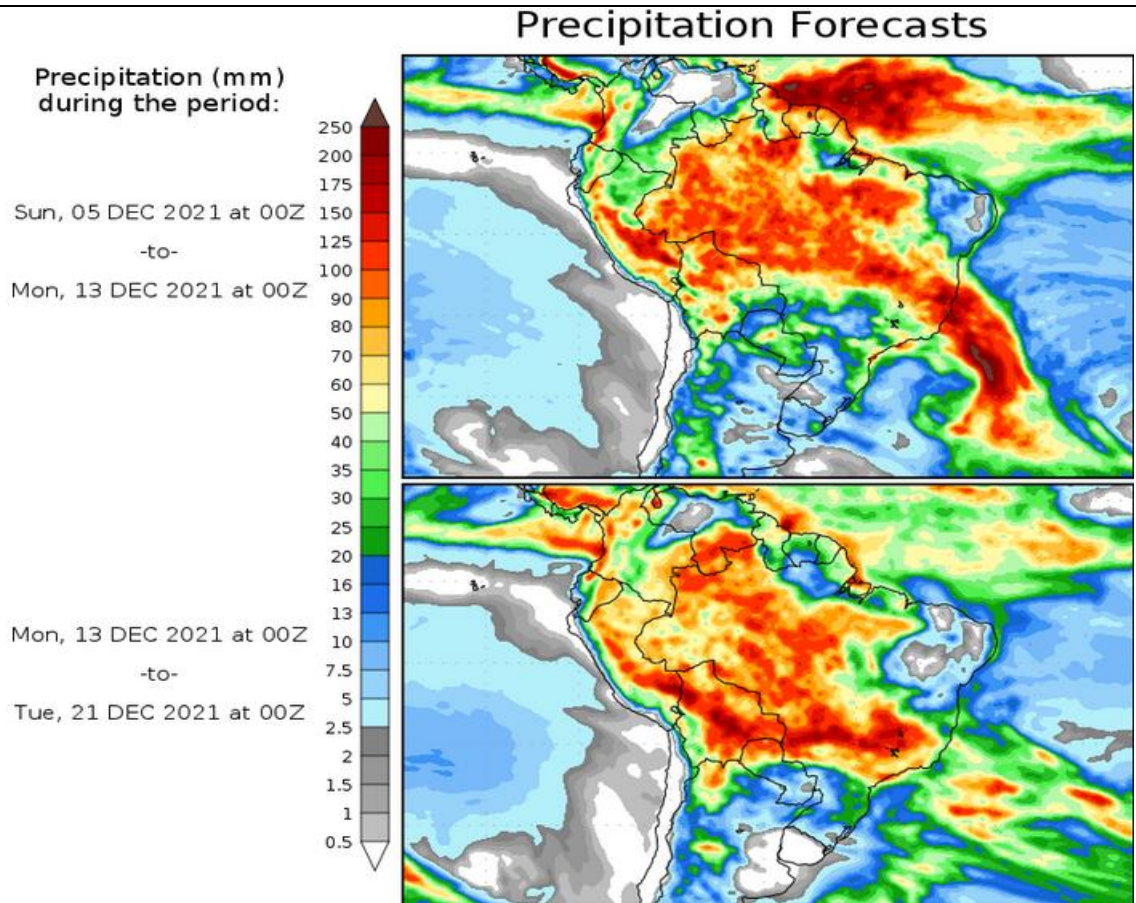 Precipitation Forecasts
Precipitation (mm)
during the period:
Sun, 05 DEC 2021 at 00Z
-to-
Mon, 13 DEC 2021 at 00Z
Mon, 13 DEC 2021 at 00Z
-to-
Tue, 21 DEC 2021 at 00Z
250
200
175
150
125
100
90
80
70
60
50
40
35
30
25
20
16
13
10
7.5
5
2.5
2
1.5
1
0.5